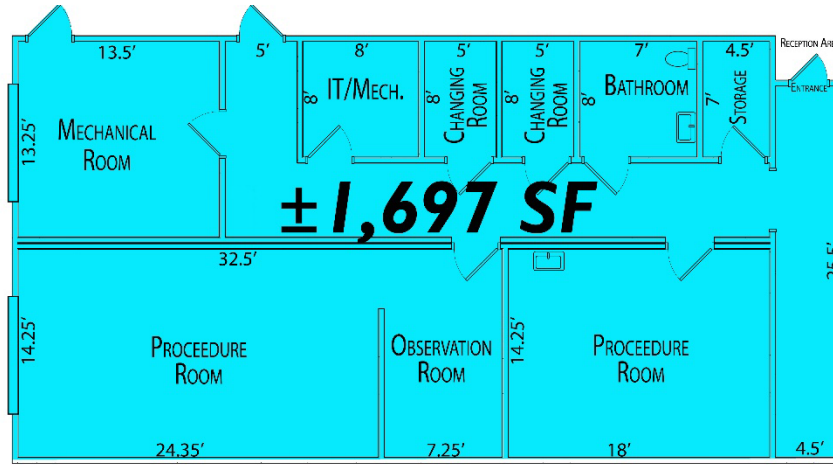 RECEPTION ARE
13.5'
5'
8'
5'
5'
7'
4.5'
ENTRANCE
IT/MECH.
8'
8'
CHANGING
ROOM
8'
CHANGING
ROOM
8'
BATHROOM
7'
STORAGE
13.25'
MECHANICAL
ROOM
±1,697 SF
32.5'
14.25'
PROCEEDURE
ROOM
OBSERVATION
ROOM
14.25'
PROCEEDURE
ROOM
24.35'
7.25'
18'
4.5'